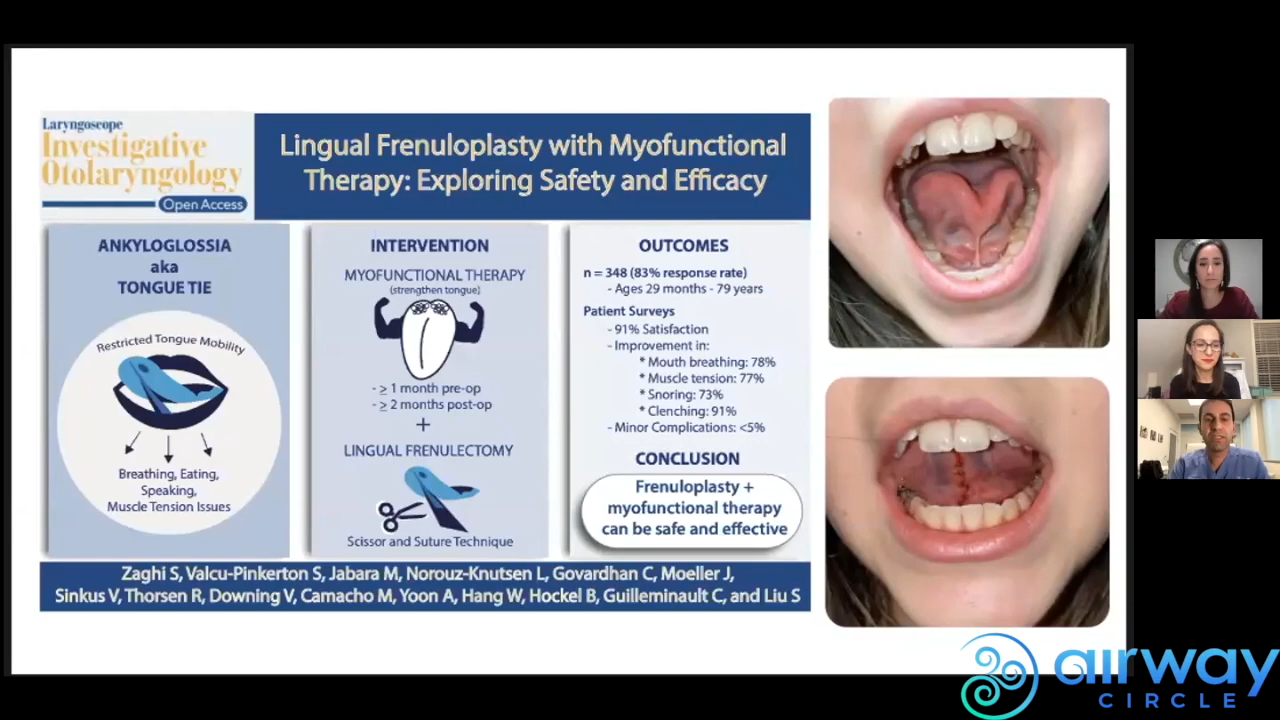 Laryngoscope
Investigative
Otolaryngology
Open Access
Lingual Frenuloplasty with Myofunctional
Therapy: Exploring Safety and Efficacy
ANKYLOGLOSSIA
aka
TONGUE TIE
Restricted Tongue Mobility
Breathing, Eating,
Speaking,
Muscle Tension Issues
INTERVENTION
MYOFUNCTIONAL THERAPY
(strengthen tongue)
- ≥ 1 month pre-op
- ≥ 2 months post-op
+
LINGUAL FRENULECTOMY
Scissor and Suture Technique
OUTCOMES
n = 348 (83% response rate)
- Ages 29 months - 79 years
Patient Surveys
- 91% Satisfaction
- Improvement in:
* Mouth breathing: 78%
* Muscle tension: 77%
* Snoring: 73%
* Clenching: 91%
- Minor Complications: <5%
CONCLUSION
Frenuloplasty +
myofunctional therapy
can be safe and effective
Zaghi S, Valcu-Pinkerton S, Jabara M, Norouz-Knutsen L, Govardhan C, Moeller J,
Sinkus V, Thorsen R, Downing V, Camacho M, Yoon A, Hang W, Hockel B, Guilleminault C, and Liu S
airway
CIRCLE